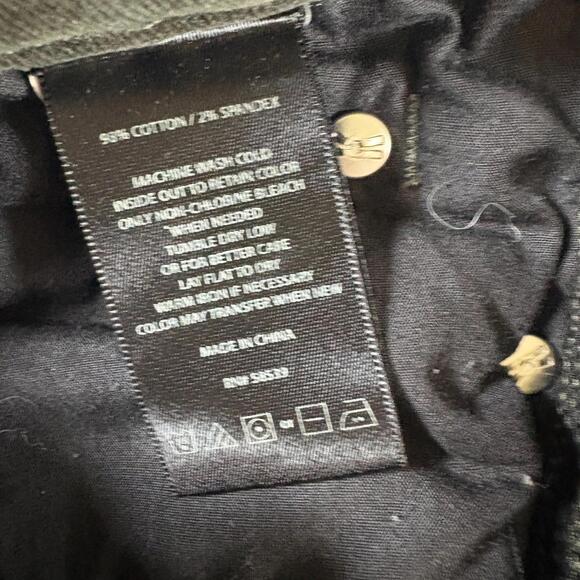 98% COTTON / 2% SPANDEX
MACHINE WASH COLD
INSIDE OUT TO RETAIN COLOR
ONLY NON-CHLORINE BLEACH
WHEN NEEDED
TUMBLE DRY LOW
OR FOR BETTER CARE
LAY FLAT TO DRY
WARM IRON IF NECESSARY
COLOR MAY TRANSFER WHEN NEW
MADE IN CHINA
RN# 58539
or